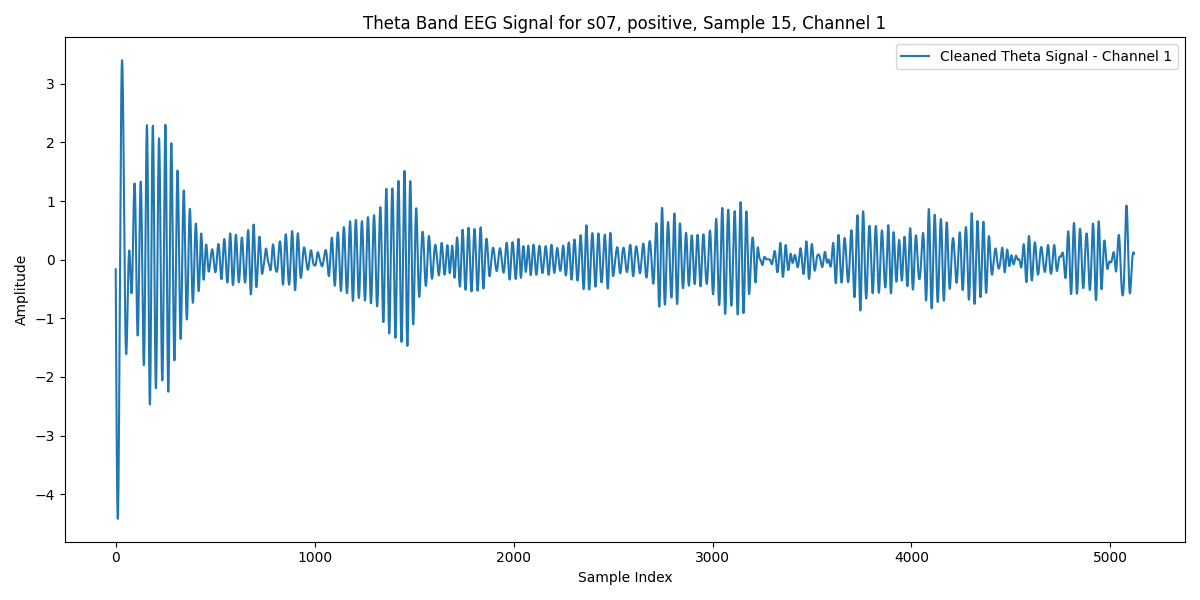 Theta Band EEG Signal for s07, positive, Sample 15, Channel 1
Cleaned Theta Signal - Channel 1
3
2
1
0
−1
−2
−3
−4
Amplitude
0 1000 2000 3000 4000 5000
Sample Index